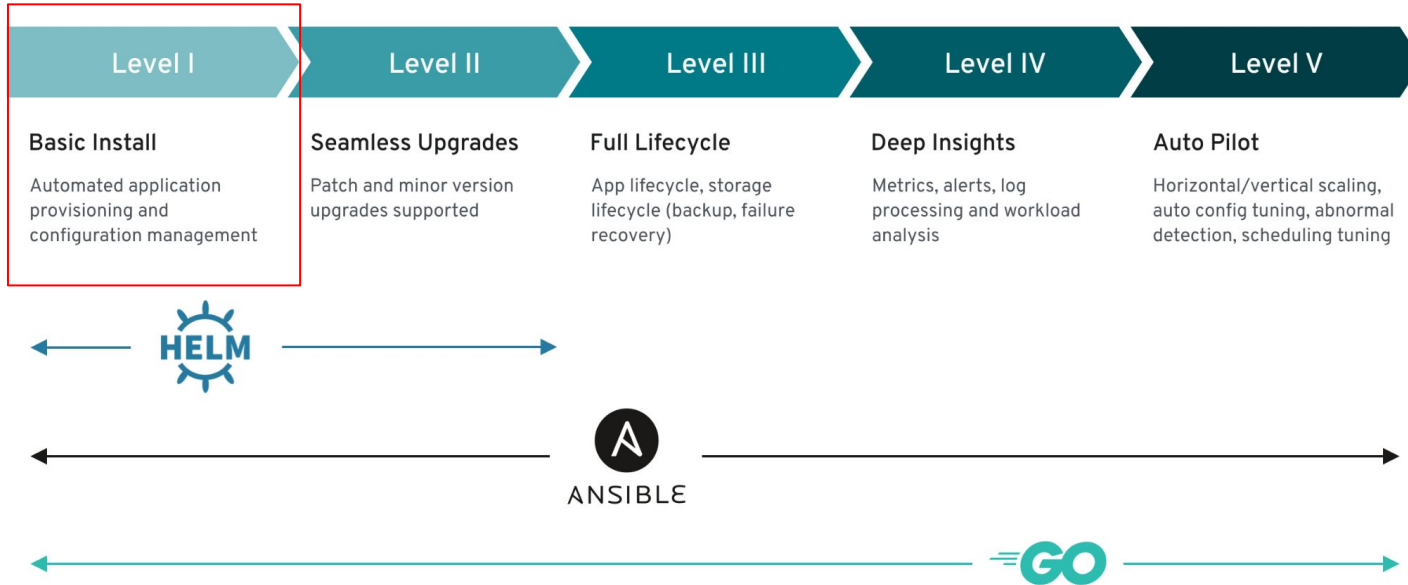 Level I
Level II
Level III
Level IV
Level V
Basic Install
Automated application
provisioning and
configuration management
Seamless Upgrades
Patch and minor version
upgrades supported
Full Lifecycle
App lifecycle, storage
lifecycle (backup, failure
recovery)
Deep Insights
Metrics, alerts, log
processing and workload
analysis
Auto Pilot
Horizontal/vertical scaling,
auto config tuning, abnormal
detection, scheduling tuning
HELM
A
ANSIBLE
GO